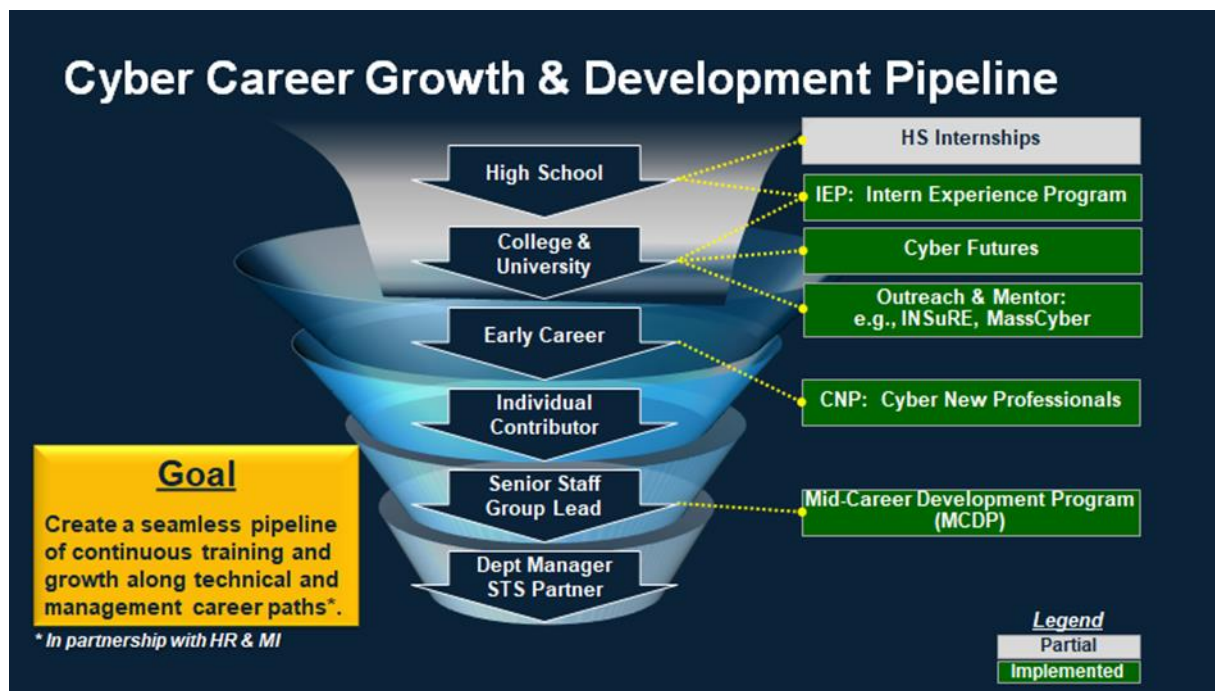 Cyber Career Growth & Development Pipeline
High School
College &
University
Early Career
Individual
Contributor
Senior Staff
Group Lead
Dept Manager
STS Partner
HS Internships
IEP: Intern Experience Program
Cyber Futures
Outreach & Mentor:
e.g., INSuRE, MassCyber
CNP: Cyber New Professionals
Mid-Career Development Program
(MCDP)
Goal
Create a seamless pipeline
of continuous training and
growth along technical and
management career paths*.
* In partnership with HR & MI
Legend
Partial
Implemented